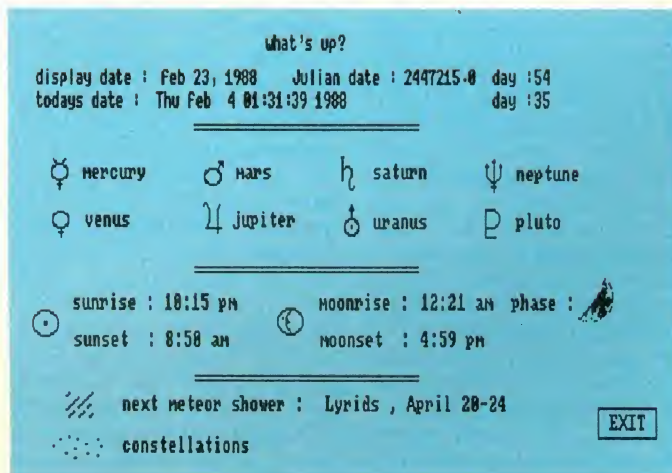 what's up?
display date : Feb 23, 1988 Julian date : 2447215.0 day :54
todays date : Thu Feb 4 01:31:39 1988 day :35
☿ mercury ♂ mars ♄ saturn ♆ neptune
♀ venus ♃ jupiter ⛢ uranus ♇ pluto
sunrise : 10:15 pm moonrise : 12:21 am phase :
sunset : 8:50 am moonset : 4:59 pm
next meteor shower : Lyrids , April 20-24
EXIT
constellations